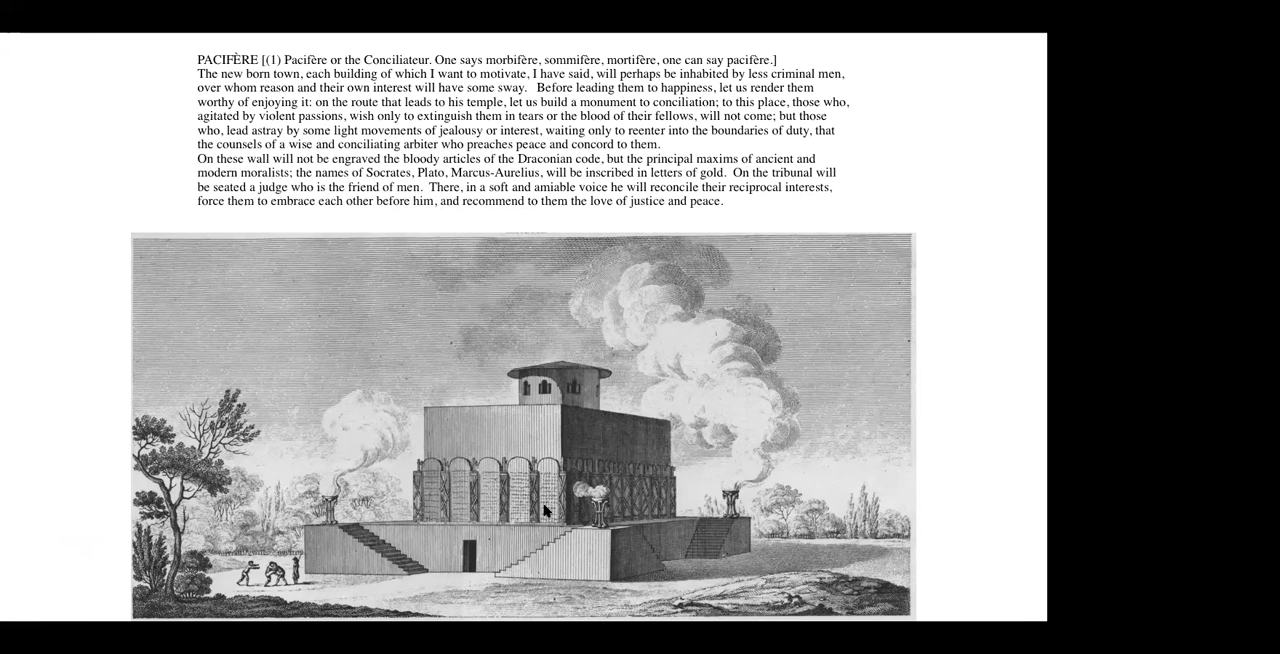 PACIFÈRE [(1) Pacifère or the Conciliateur. One says morbifère, sommifère, mortifère, one can say pacifère.]
The new born town, each building of which I want to motivate, I have said, will perhaps be inhabited by less criminal men,
over whom reason and their own interest will have some sway.   Before leading them to happiness, let us render them
worthy of enjoying it: on the route that leads to his temple, let us build a monument to conciliation; to this place, those who,
agitated by violent passions, wish only to extinguish them in tears or the blood of their fellows, will not come; but those
who, lead astray by some light movements of jealousy or interest, waiting only to reenter into the boundaries of duty, that
the counsels of a wise and conciliating arbiter who preaches peace and concord to them.
On these wall will not be engraved the bloody articles of the Draconian code, but the principal maxims of ancient and
modern moralists; the names of Socrates, Plato, Marcus-Aurelius, will be inscribed in letters of gold.  On the tribunal will
be seated a judge who is the friend of men.  There, in a soft and amiable voice he will reconcile their reciprocal interests,
force them to embrace each other before him, and recommend to them the love of justice and peace.